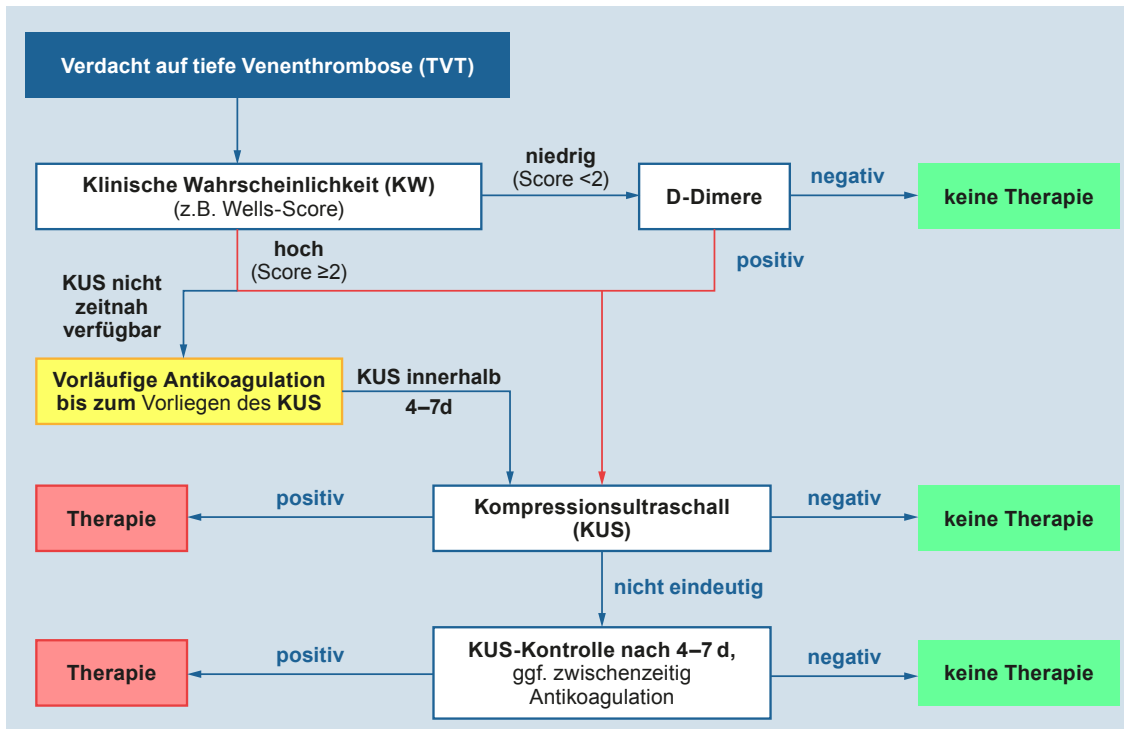 Verdacht auf tiefe Venenthrombose (TVT)
Klinische Wahrscheinlichkeit (KW)
(z.B. Wells-Score)
niedrig
(Score <2)
D-Dimere
negativ
keine Therapie
hoch
(Score ≥2)
positiv
KUS nicht
zeitnah
verfügbar
Vorläufige Antikoagulation
bis zum Vorliegen des KUS
KUS innerhalb
4–7d
Therapie
positiv
Kompressionsultraschall
(KUS)
negativ
keine Therapie
nicht eindeutig
Therapie
positiv
KUS-Kontrolle nach 4–7 d,
ggf. zwischenzeitig
Antikoagulation
negativ
keine Therapie